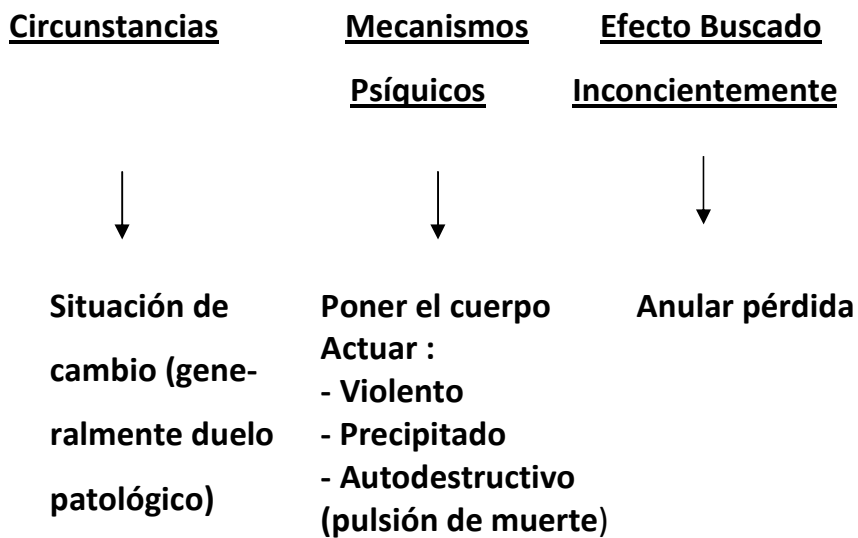 Circunstancias
Mecanismos
Psíquicos
Efecto Buscado
Inconcientemente
Situación de
cambio (gene-
ralmente duelo
patológico)
Poner el cuerpo
Actuar :
- Violento
- Precipitado
- Autodestructivo
(pulsión de muerte)
Anular pérdida